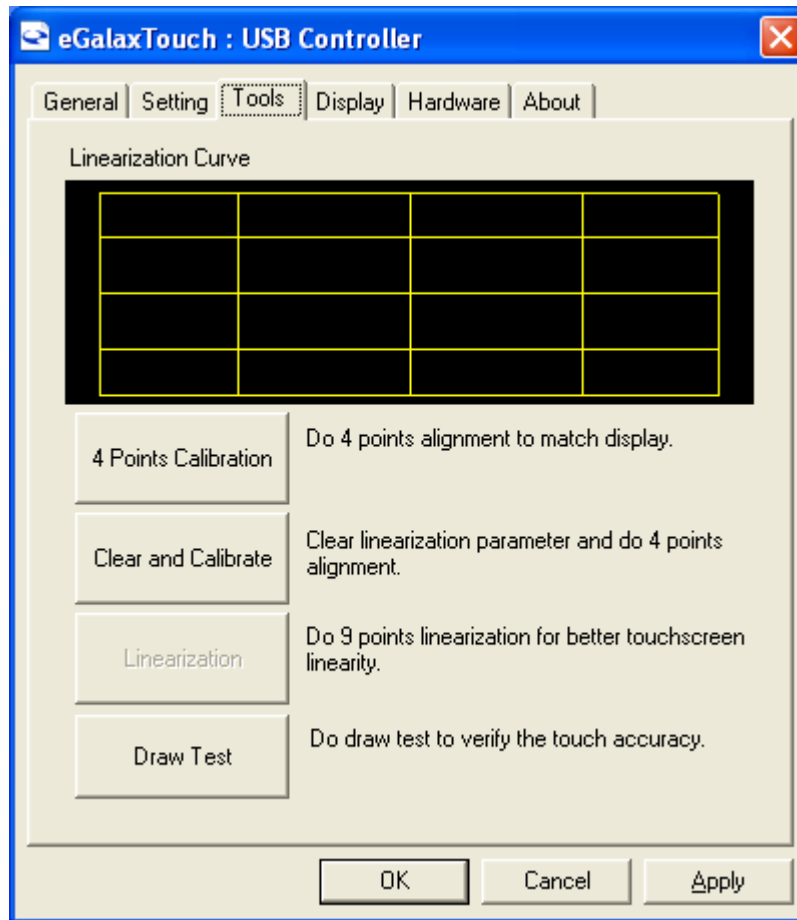 eGalaxTouch : USB Controller
General Setting Tools Display Hardware About
Linearization Curve
4 Points Calibration
Do 4 points alignment to match display.
Clear and Calibrate
Clear linearization parameter and do 4 points
alignment.
Linearization
Do 9 points linearization for better touchscreen
linearity.
Draw Test
Do draw test to verify the touch accuracy.
OK Cancel Apply